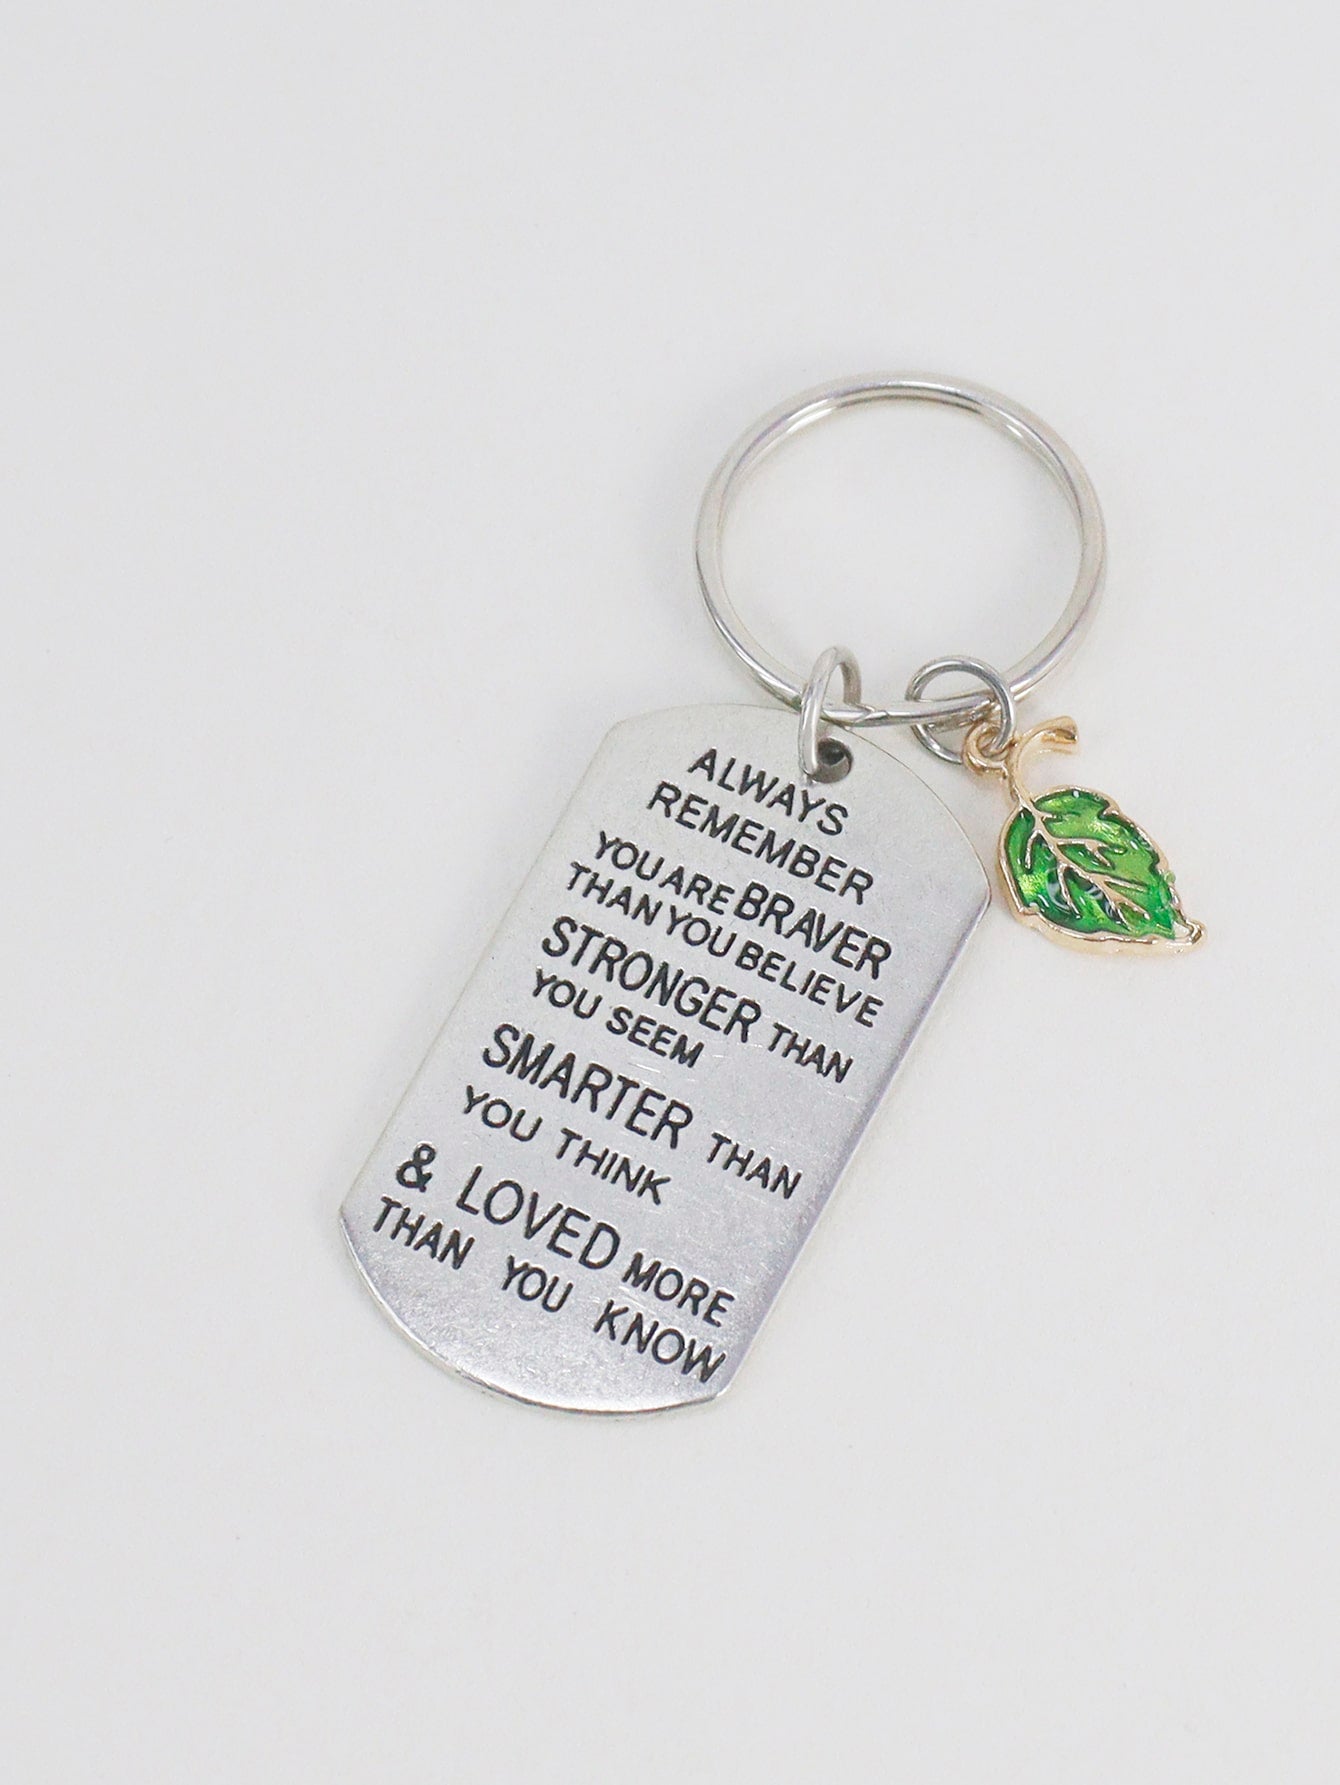 ALWAYS
REMEMBER
YOU ARE BRAVER
THAN YOU BELIEVE
STRONGER THAN
YOU SEEM
SMARTER THAN
YOU THINK
& LOVED MORE
THAN YOU KNOW